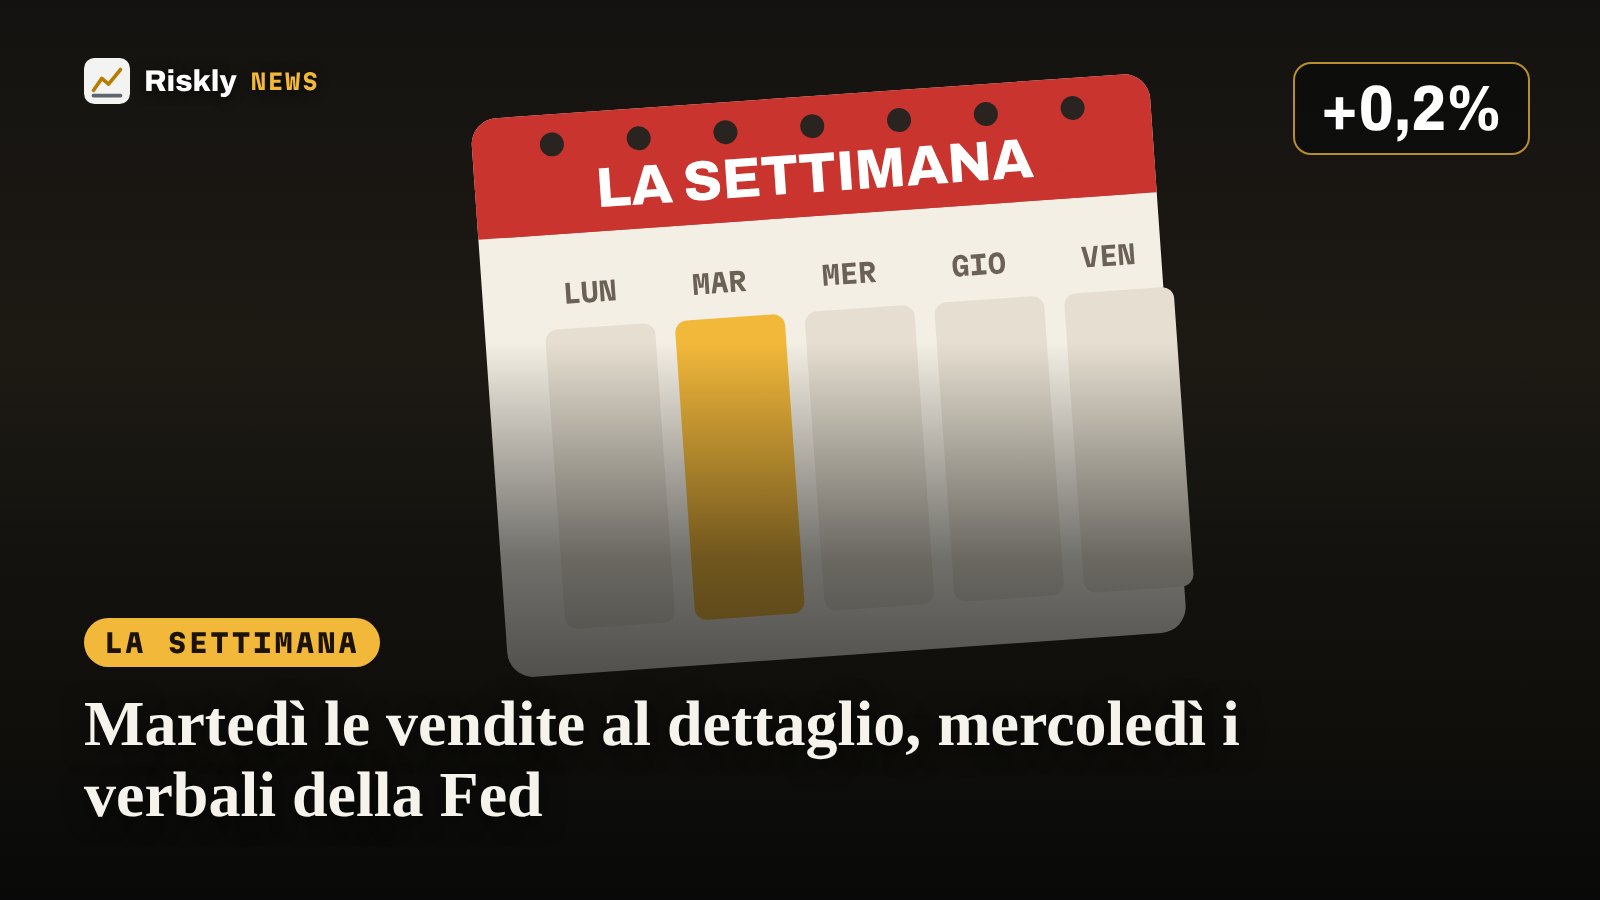 Riskly NEWS
+0,2%
LA SETTIMANA
LUN MAR MER GIO VEN
LA SETTIMANA
Martedì le vendite al dettaglio, mercoledì i
verbali della Fed